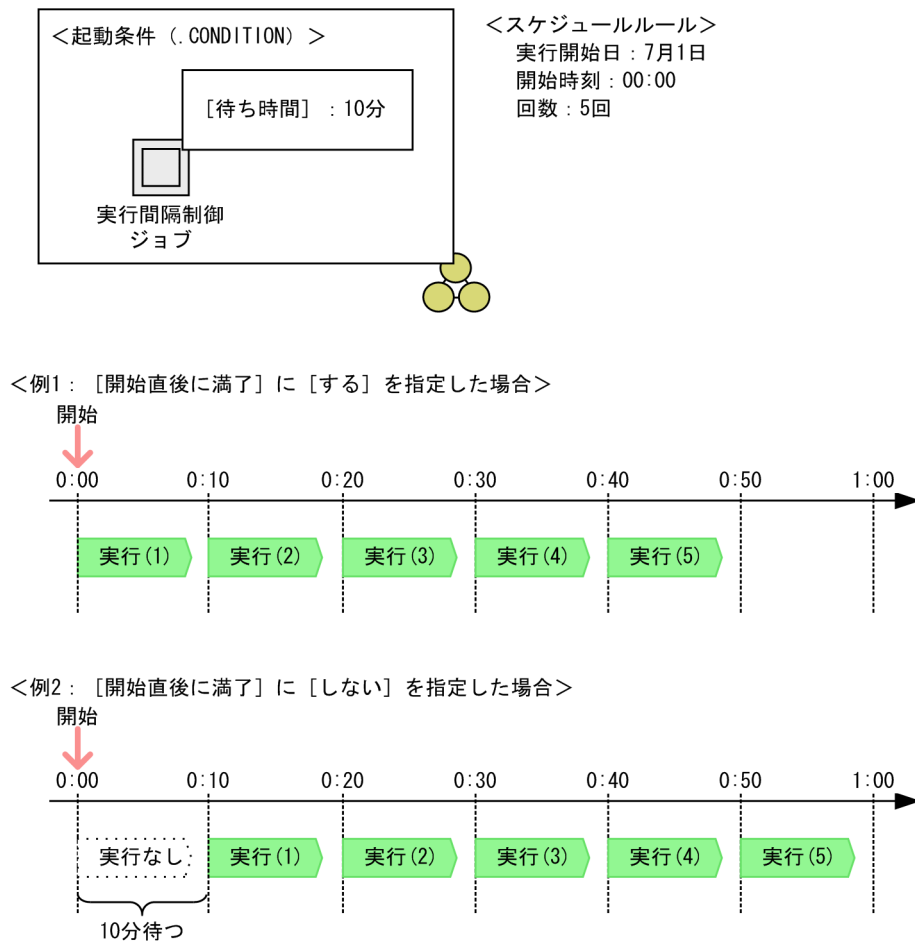 ＜起動条件（.CONDITION）＞
［待ち時間］：10分
実行間隔制御
ジョブ
＜スケジュールルール＞
実行開始日：7月1日
開始時刻：00:00
回数：5回
＜例1：［開始直後に満了］に［する］を指定した場合＞
開始
0:00 0:10 0:20 0:30 0:40 0:50 1:00
実行(1) 実行(2) 実行(3) 実行(4) 実行(5)
＜例2：［開始直後に満了］に［しない］を指定した場合＞
開始
0:00 0:10 0:20 0:30 0:40 0:50 1:00
実行なし 実行(1) 実行(2) 実行(3) 実行(4) 実行(5)
10分待つ